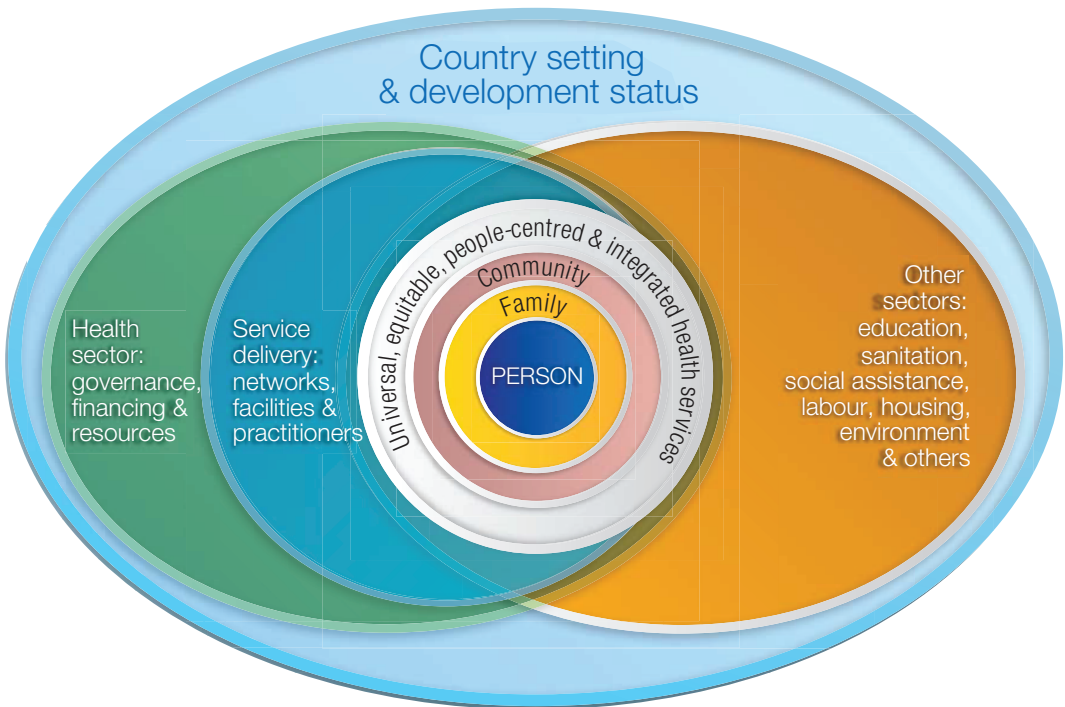 Country setting
& development status
Universal, equitable, people-centred & integrated health services
Community
Family
PERSON
Health
sector:
governance,
financing &
resources
Service
delivery:
networks,
facilities &
practitioners
Other
sectors:
education,
sanitation,
social assistance,
labour, housing,
environment
& others